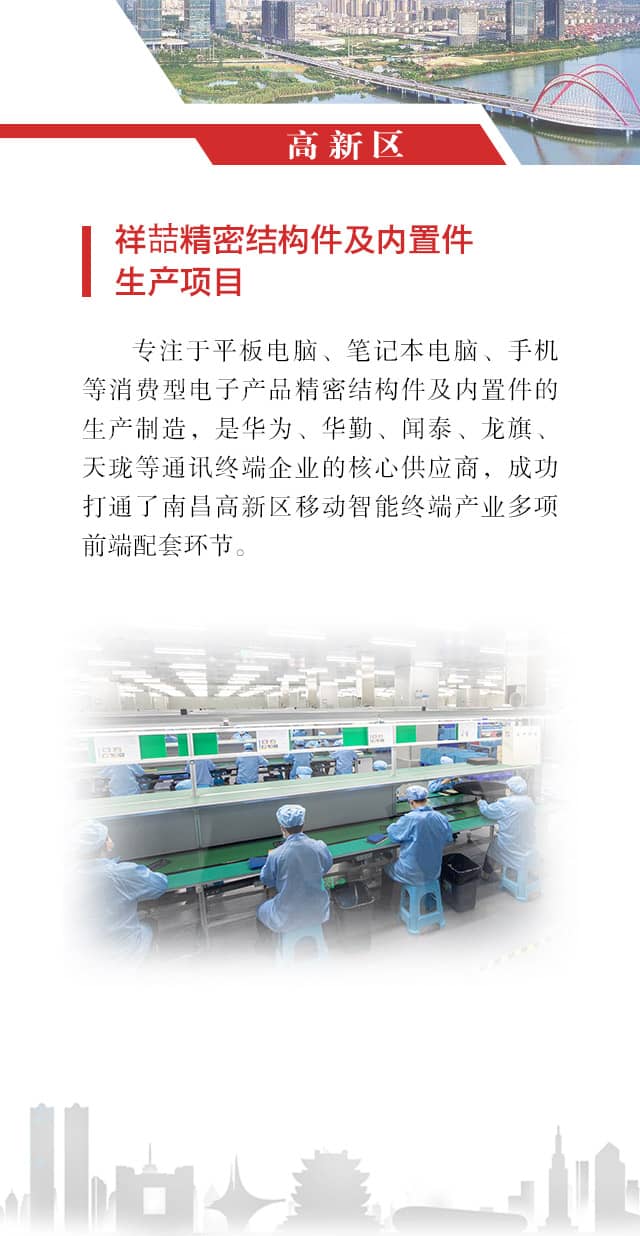 高新区
祥喆精密结构件及内置件
生产项目
专注于平板电脑、笔记本电脑、手机
等消费型电子产品精密结构件及内置件的
生产制造，是华为、华勤、闻泰、龙旗、
天珑等通讯终端企业的核心供应商，成功
打通了南昌高新区移动智能终端产业多项
前端配套环节。